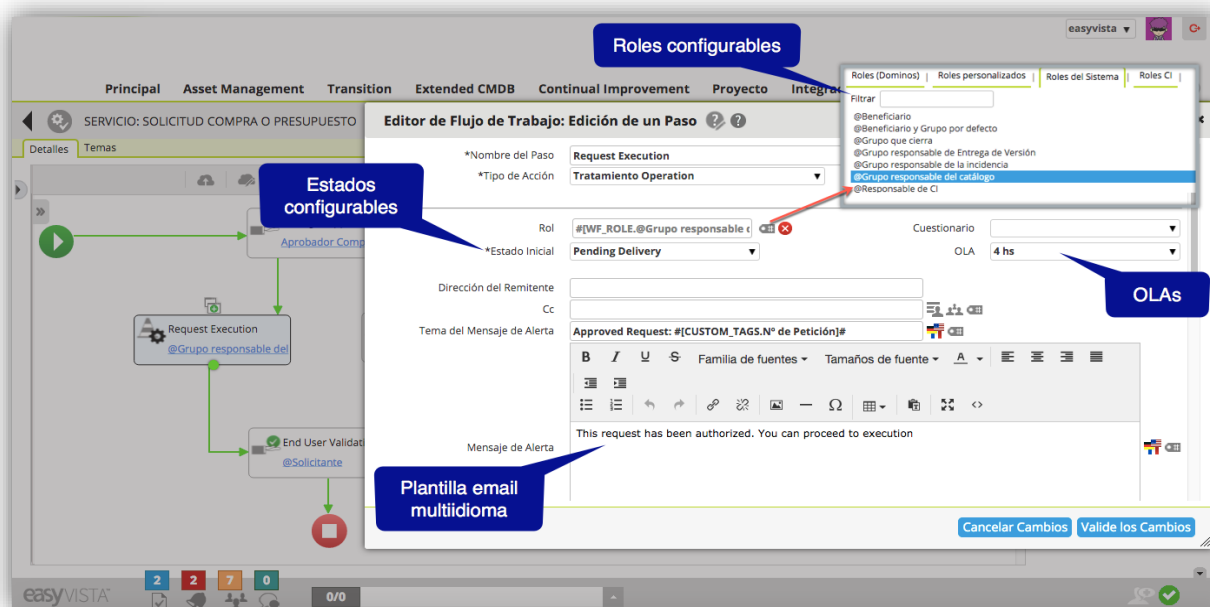 easyvista
Roles configurables
Principal Asset Management Transition Extended CMDB Continual Improvement Proyecto
Roles (Dominos) | Roles personalizados | Roles del Sistema | Roles CI |
Filtrar
@Beneficiario
@Beneficiario y Grupo por defecto
@Grupo que cierra
@Grupo responsable de Entrega de Versión
@Grupo responsable de la incidencia
@Grupo responsable del catálogo
@Responsable de CI
SERVICIO: SOLICITUD COMPRA O PRESUPUESTO
Detalles Temas
Editor de Flujo de Trabajo: Edición de un Paso
*Nombre del Paso Request Execution
*Tipo de Acción Tratamiento Operation
Estados
configurables
Rol #[WF_ROLE.@Grupo responsable Cuestionario
*Estado Inicial Pending Delivery OLA 4 hs
OLAs
Dirección del Remitente
Cc
Tema del Mensaje de Alerta Approved Request: #[CUSTOM_TAGS.Nº de Petición]#
B I U S Familia de fuentes Tamaños de fuente A
Mensaje de Alerta
This request has been authorized. You can proceed to execution
Plantilla email
multiidioma
Aprobador Comp
Request Execution
@Grupo responsable del
End User Validati
@Solicitante
Cancelar Cambios Valide los Cambios
easyVISTA
2 2 7 0
0/0